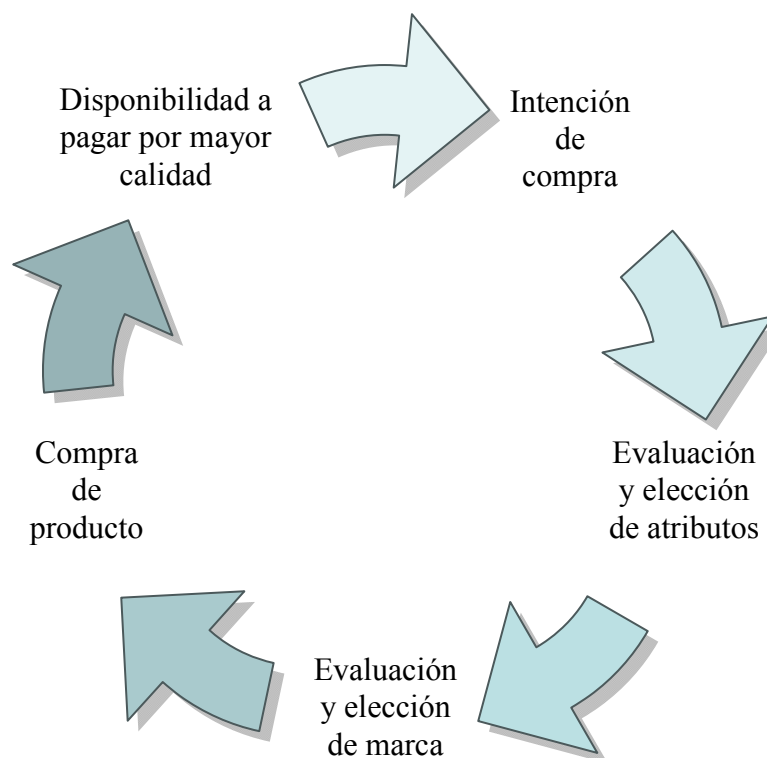 Disponibilidad a
pagar por mayor
calidad
Intención
de
compra
Evaluación
y elección
de atributos
Evaluación
y elección
de marca
Compra
de
producto